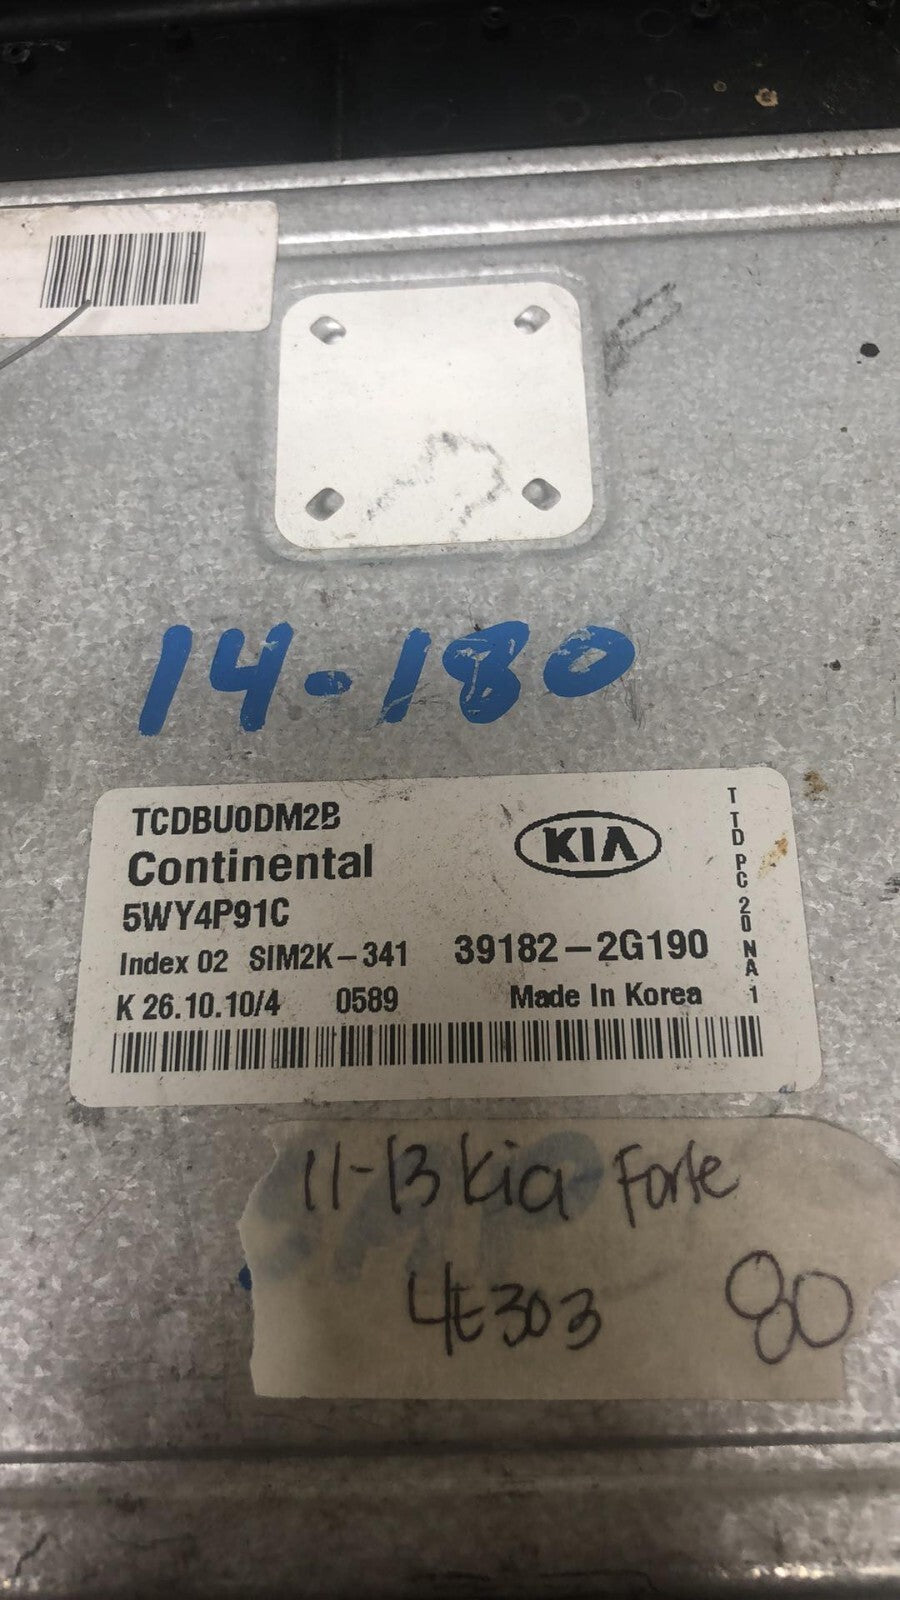 14-180
TCDBU0DM2B
Continental
KIA
5WY4P91C
Index 02 SIM2K-341 39182-2G190
K 26.10.10/4 0589 Made In Korea
TTD PC 20 NA 1
11-13 Kia Forte
4E303 80